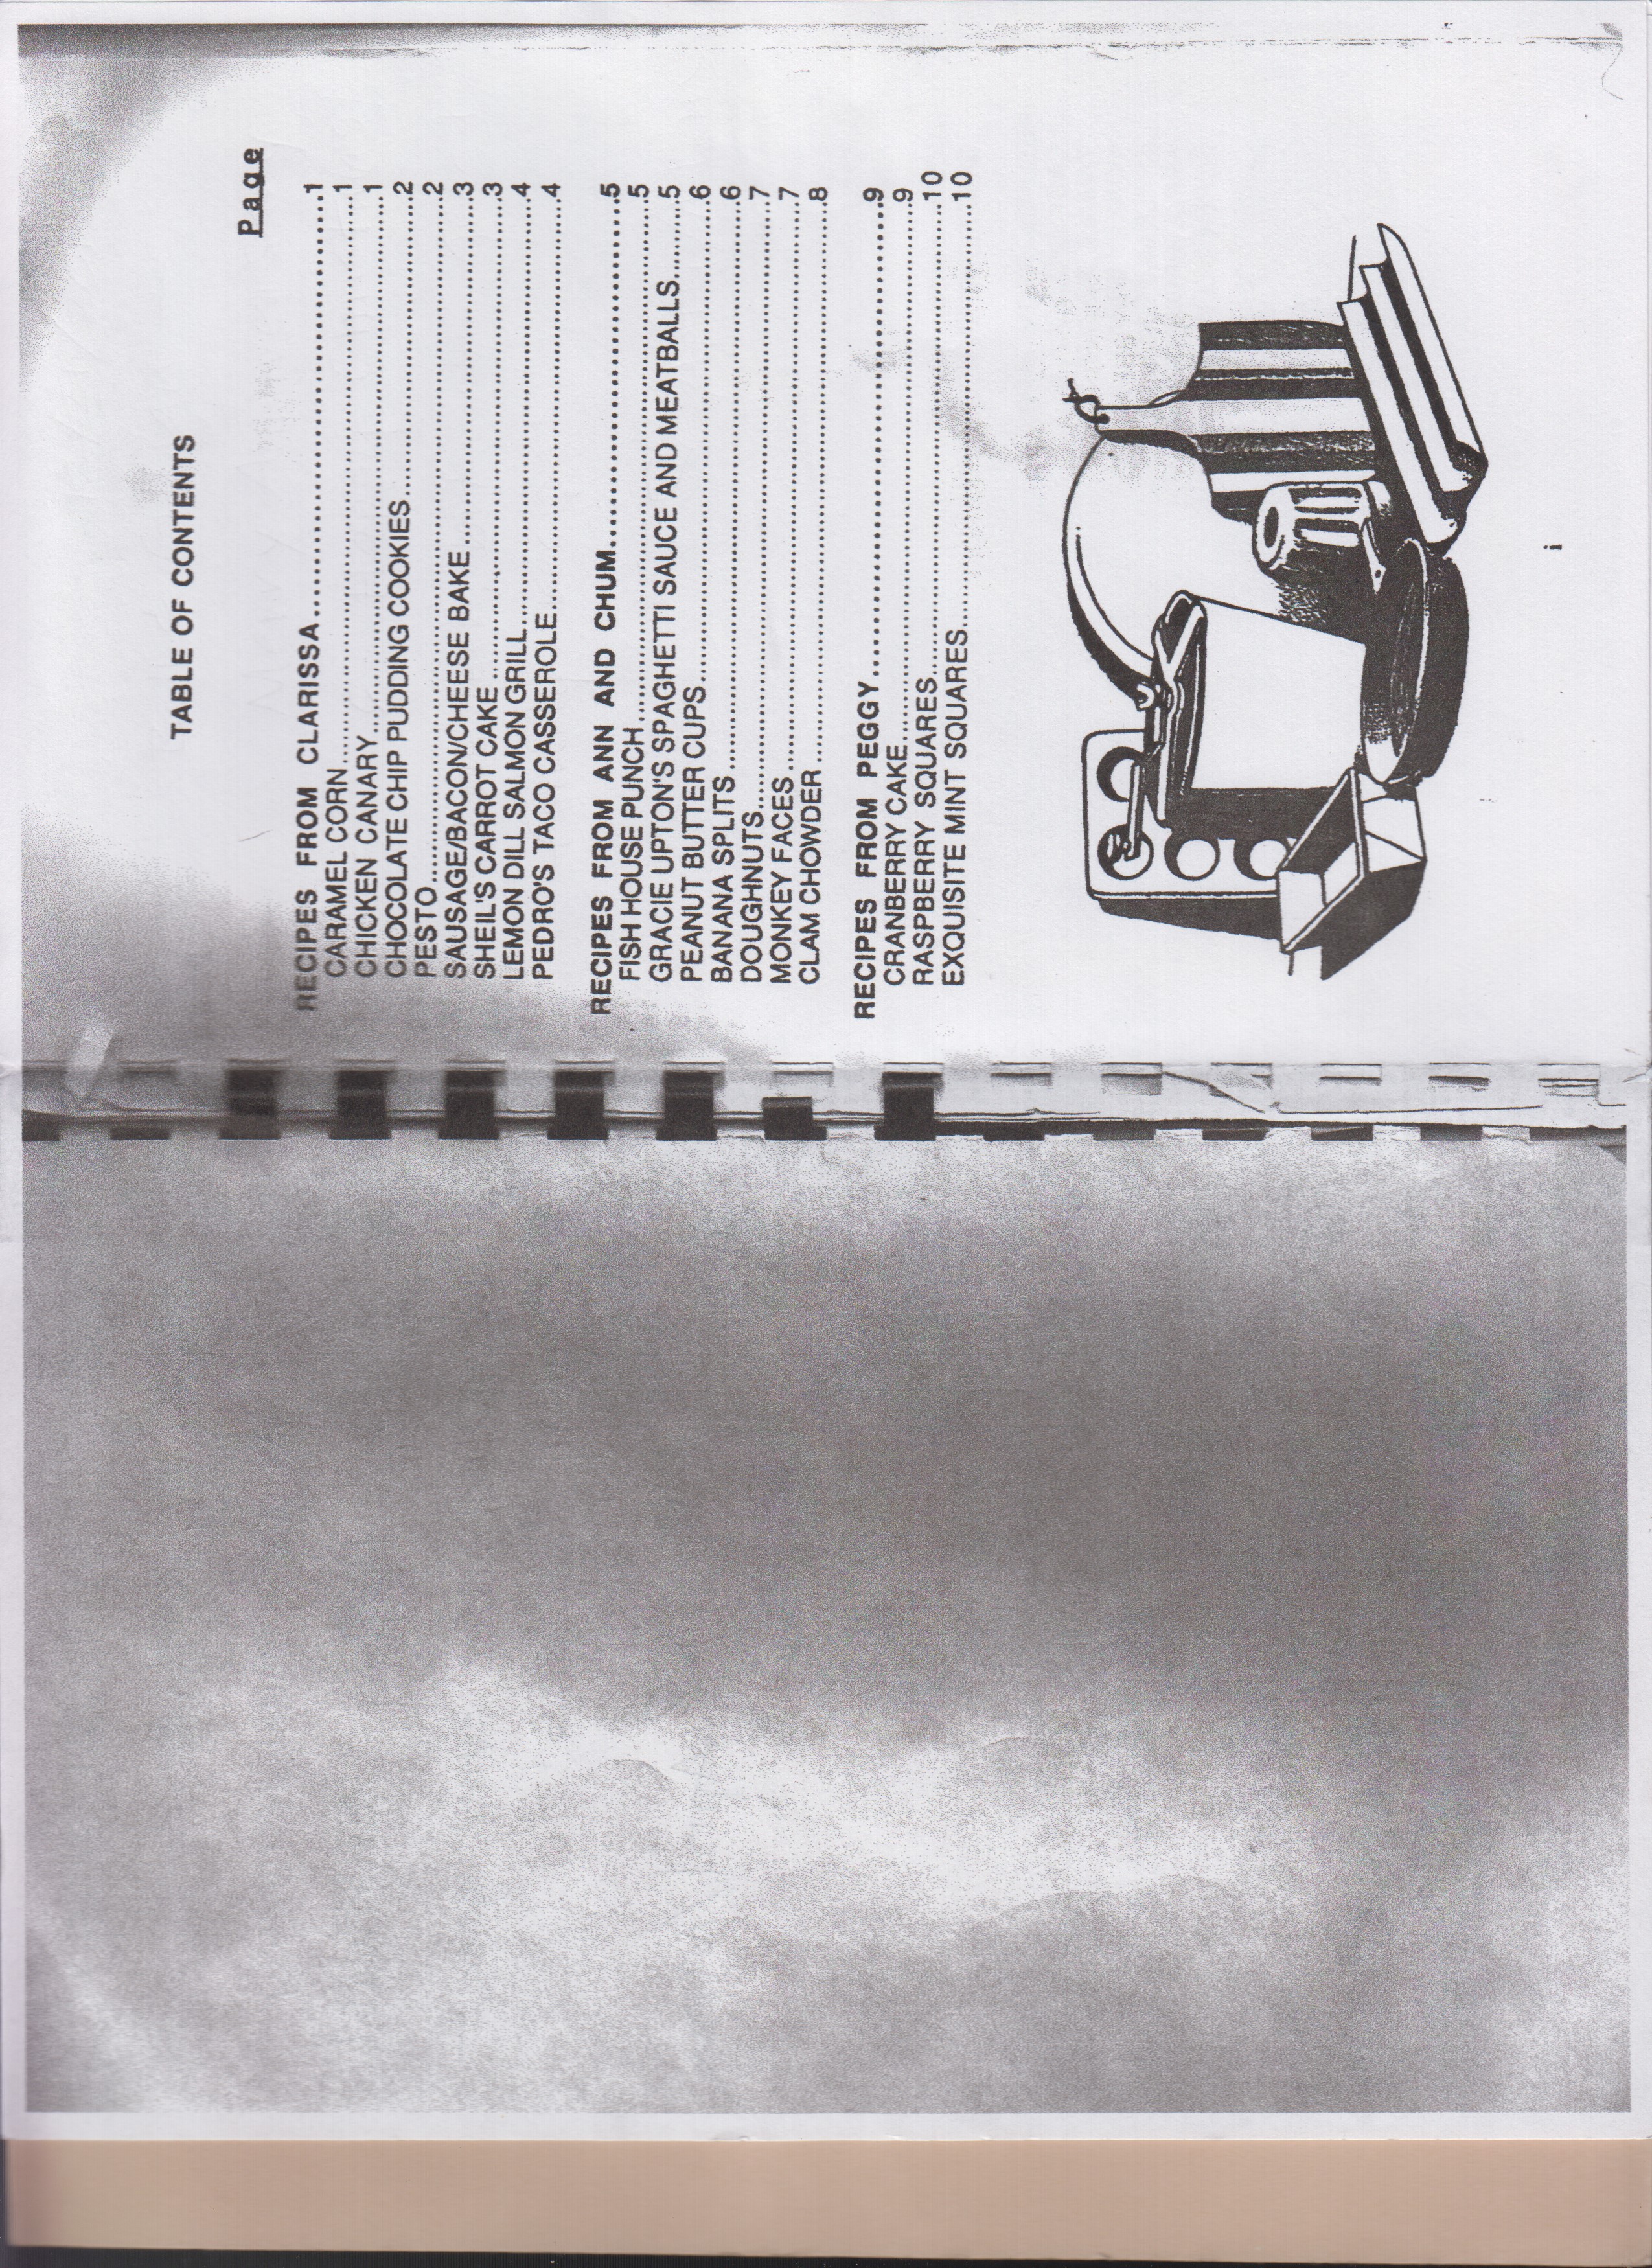 TABLE OF CONTENTS
Page
RECIPES FROM CLARISSA.......................................1
CARAMEL CORN.......................................1
CHICKEN CANARY.......................................1
CHOCOLATE CHIP PUDDING COOKIES.......................................2
PESTO.......................................2
SAUSAGE/BACON/CHEESE BAKE.......................................3
SHEIL'S CARROT CAKE.......................................3
LEMON DILL SALMON GRILL.......................................4
PEDRO'S TACO CASSEROLE.......................................4
RECIPES FROM ANN AND CHUM.......................................5
FISH HOUSE PUNCH.......................................5
GRACIE UPTON'S SPAGHETTI SAUCE AND MEATBALLS...........5
PEANUT BUTTER CUPS.......................................6
BANANA SPLITS.......................................6
DOUGHNUTS.......................................7
MONKEY FACES.......................................7
CLAM CHOWDER.......................................8
RECIPES FROM PEGGY.......................................9
CRANBERRY CAKE.......................................9
RASPBERRY SQUARES.......................................10
EXQUISITE MINT SQUARES.......................................10
i